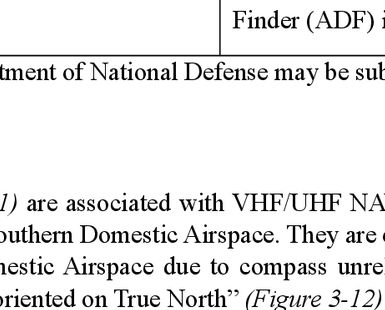 Finder (ADF) i
tment of National Defense may be sub
1) are associated with VHF/UHF NA
outhern Domestic Airspace. They are
nestic Airspace due to compass unre
oriented on True North” (Figure 3-12)